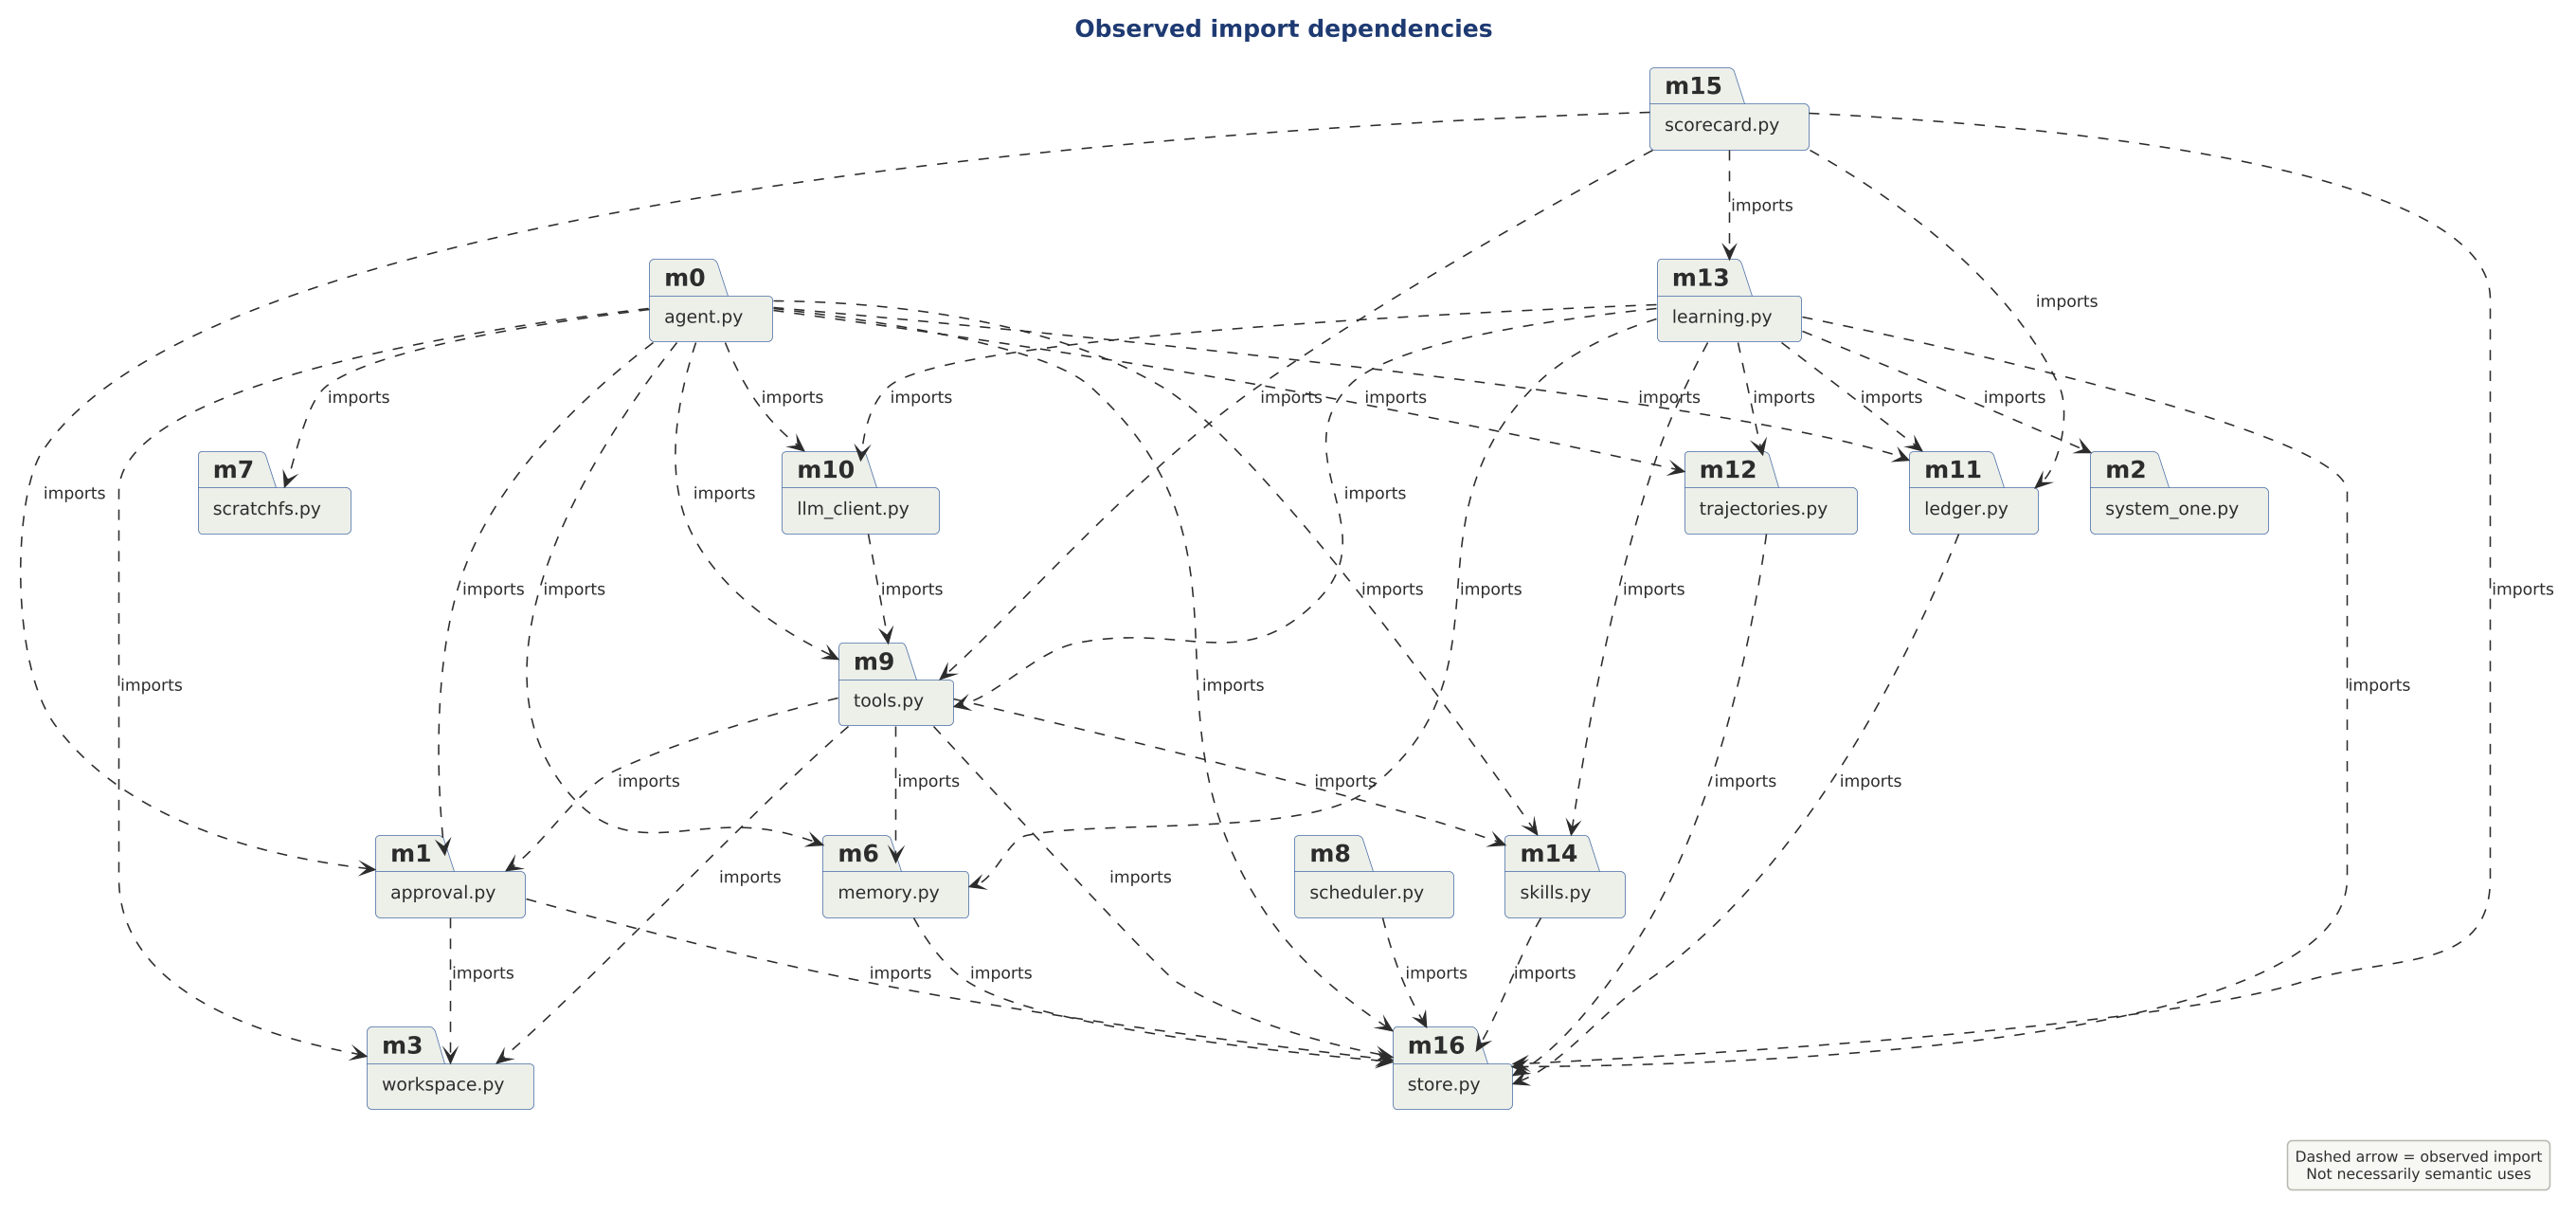 Observed import dependencies
m15
scorecard.py
imports
m0
agent.py
m13
learning.py
imports
imports
imports
imports
imports
imports
imports
imports
imports
imports
m7
scratchfs.py
m10
llm_client.py
m12
trajectories.py
m11
ledger.py
m2
system_one.py
imports
imports
imports
imports
imports
imports
imports
imports
imports
imports
m9
tools.py
imports
imports
imports
imports
imports
imports
imports
imports
m1
approval.py
m6
memory.py
m8
scheduler.py
m14
skills.py
imports
imports
imports
imports
imports
imports
imports
m3
workspace.py
m16
store.py
Dashed arrow = observed import
Not necessarily semantic uses